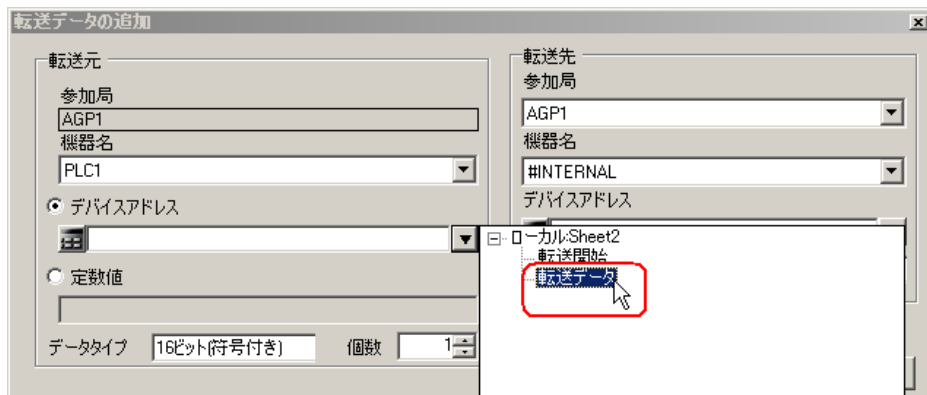 転送データの追加
転送元
参加局
AGP1
機器名
PLC1
デバイスアドレス
定数値
データタイプ 16ビット(符号付き) 個数 1
転送先
参加局
AGP1
機器名
#INTERNAL
デバイスアドレス
ローカル:Sheet2
転送開始
転送データ